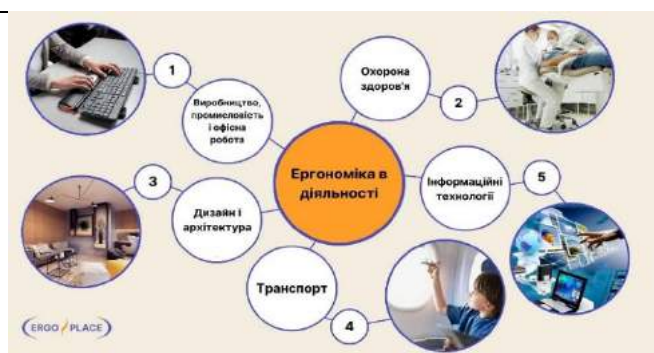 1
Виробництво,
промисловість
і офісна
робота
Охорона
здоров'я
2
Ергономіка в
діяльності
3
Дизайн і
архітектура
Інформаційні
технології
5
Транспорт
4
ERGO PLACE